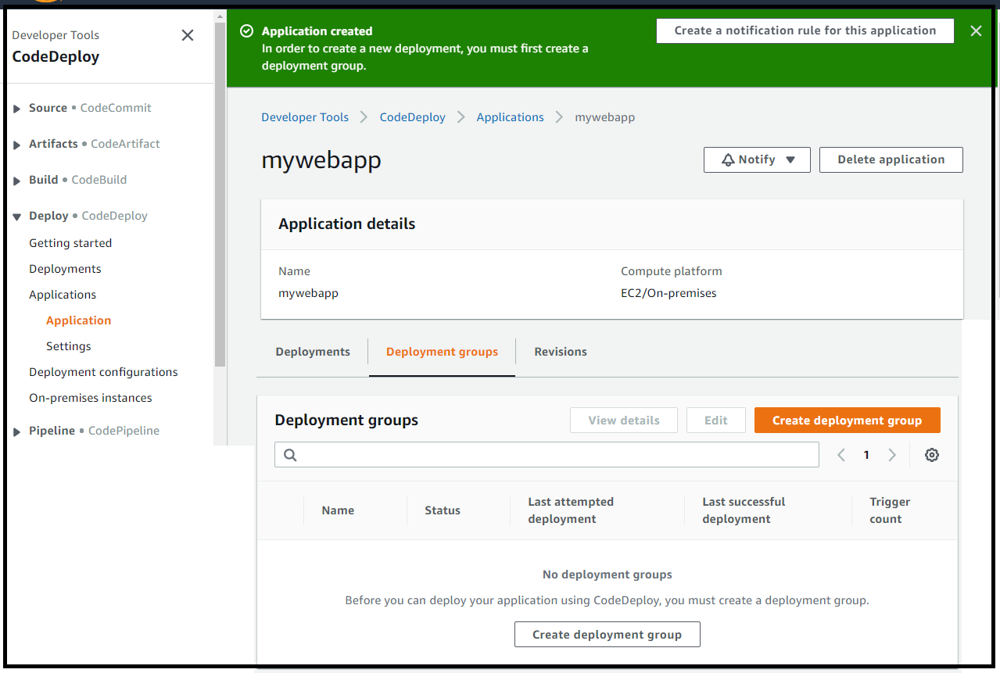 Developer Tools
CodeDeploy
Source • CodeCommit
Artifacts • CodeArtifact
Build • CodeBuild
Deploy • CodeDeploy
Getting started
Deployments
Applications
Application
Settings
Deployment configurations
On-premises instances
Pipeline • CodePipeline
Application created
In order to create a new deployment, you must first create a
deployment group.
Create a notification rule for this application
Developer Tools
CodeDeploy
Applications
mywebapp
mywebapp
Notify
Delete application
Application details
Name
Compute platform
mywebapp
EC2/On-premises
Deployments
Deployment groups
Revisions
Deployment groups
View details
Edit
Create deployment group
1
Name
Status
Last attempted
deployment
Last successful
deployment
Trigger
count
No deployment groups
Before you can deploy your application using CodeDeploy, you must create a deployment group.
Create deployment group